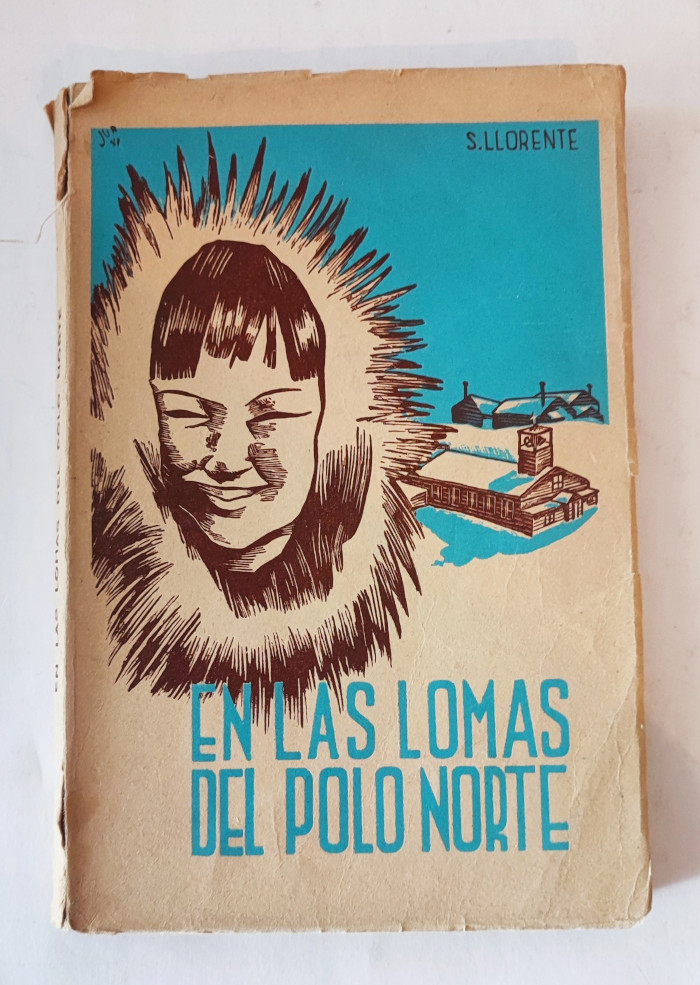 S. LLORENTE
EN LAS LOMAS
DEL POLO NORTE
EN LAS LOMAS DEL POLO NORTE